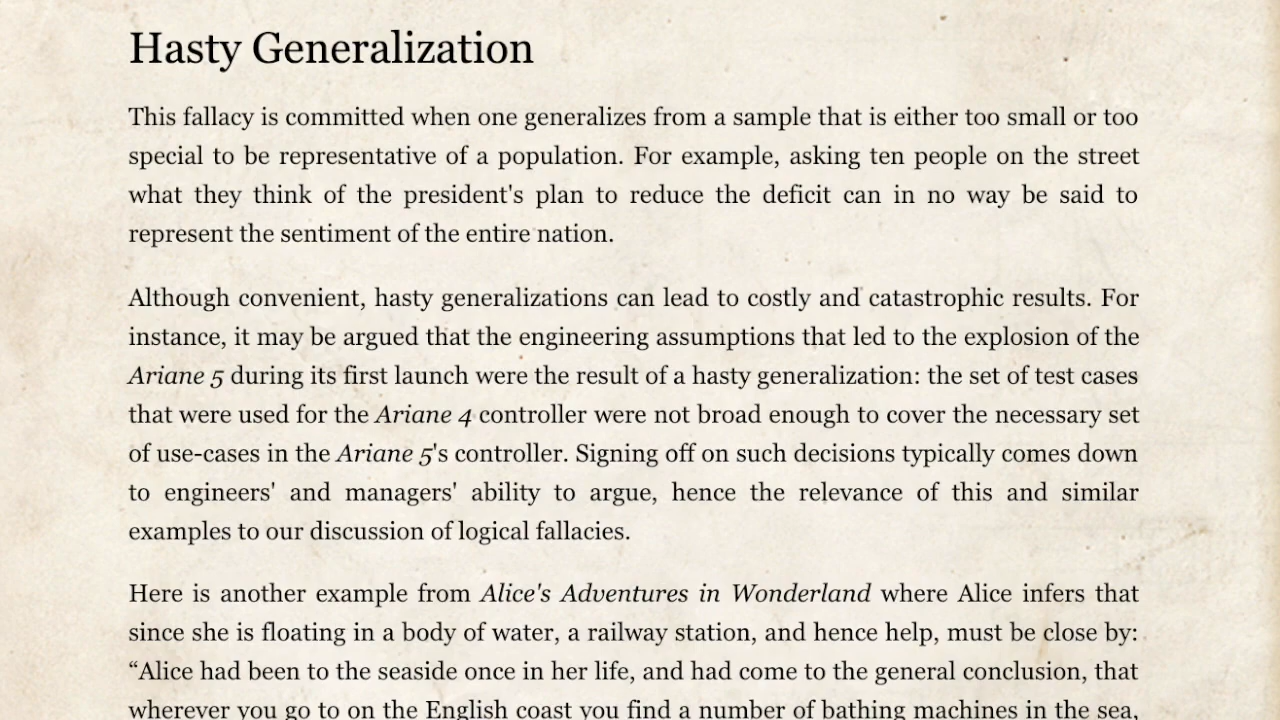 Hasty Generalization
This fallacy is committed when one generalizes from a sample that is either too small or too
special to be representative of a population. For example, asking ten people on the street
what they think of the president's plan to reduce the deficit can in no way be said to
represent the sentiment of the entire nation.
Although convenient, hasty generalizations can lead to costly and catastrophic results. For
instance, it may be argued that the engineering assumptions that led to the explosion of the
Ariane 5 during its first launch were the result of a hasty generalization: the set of test cases
that were used for the Ariane 4 controller were not broad enough to cover the necessary set
of use-cases in the Ariane 5's controller. Signing off on such decisions typically comes down
to engineers' and managers' ability to argue, hence the relevance of this and similar
examples to our discussion of logical fallacies.
Here is another example from Alice's Adventures in Wonderland where Alice infers that
since she is floating in a body of water, a railway station, and hence help, must be close by:
“Alice had been to the seaside once in her life, and had come to the general conclusion, that
wherever you go to on the English coast you find a number of bathing machines in the sea,